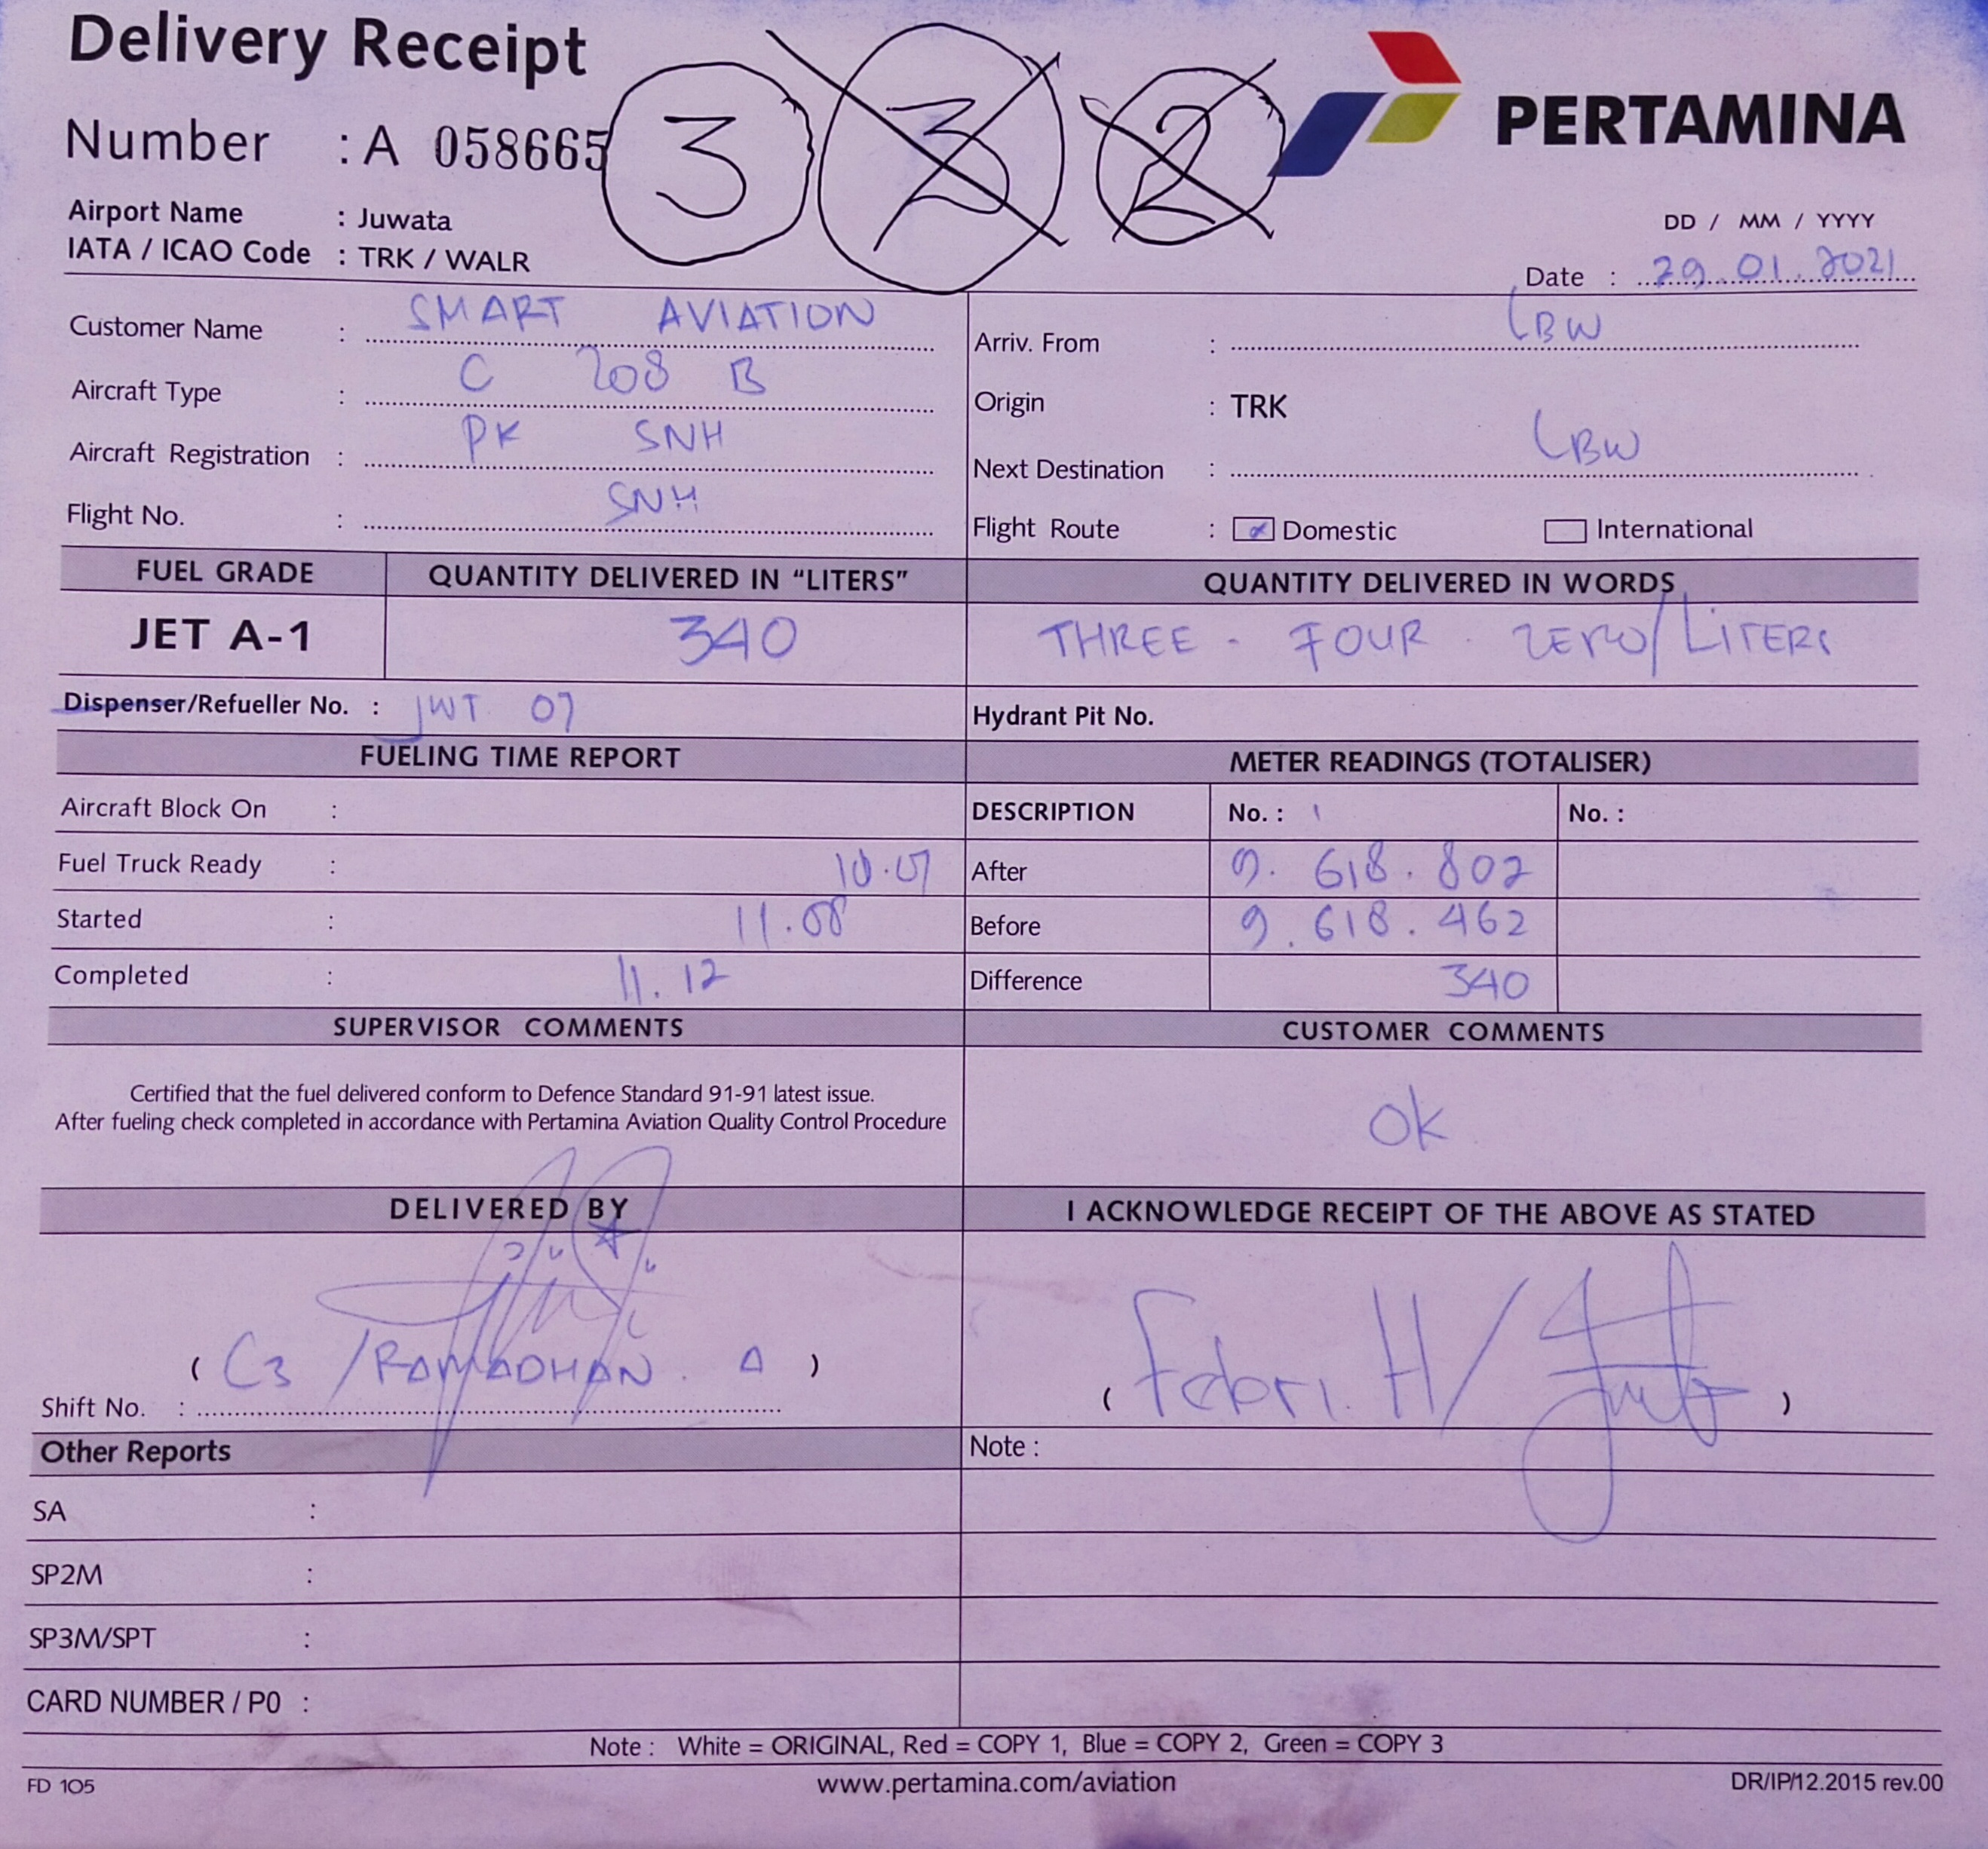 Delivery Receipt
3 3 2
PERTAMINA
Number : A 058665
Airport Name : Juwata
IATA / ICAO Code : TRK / WALR
DD / MM / YYYY
Date : 29.01.2021
Customer Name : SMART AVIATION
Aircraft Type : C 208 B
Aircraft Registration : PK SNH
Flight No. : SNH
Arriv. From : LBW
Origin : TRK
Next Destination : LBW
Flight Route : Domestic International
FUEL GRADE QUANTITY DELIVERED IN “LITERS” QUANTITY DELIVERED IN WORDS
JET A-1 340 THREE - FOUR - ZERO/LITERS
Dispenser/Refueller No. : JWT 07 Hydrant Pit No.
FUELING TIME REPORT
Aircraft Block On :
Fuel Truck Ready : 10.07
Started : 11.08
Completed : 11.12
METER READINGS (TOTALISER)
DESCRIPTION No. : 1 No. :
After 9.618.802
Before 9.618.462
Difference 340
SUPERVISOR COMMENTS
Certified that the fuel delivered conform to Defence Standard 91-91 latest issue.
After fueling check completed in accordance with Pertamina Aviation Quality Control Procedure
CUSTOMER COMMENTS
Ok
DELIVERED BY
( C3 /RAMADHAN. A )
Shift No. :
I ACKNOWLEDGE RECEIPT OF THE ABOVE AS STATED
( Febri. H/ )
Other Reports
Note :
SA :
SP2M :
SP3M/SPT :
CARD NUMBER / P0 :
Note : White = ORIGINAL, Red = COPY 1, Blue = COPY 2, Green = COPY 3
FD 105 www.pertamina.com/aviation DR/IP/12.2015 rev.00